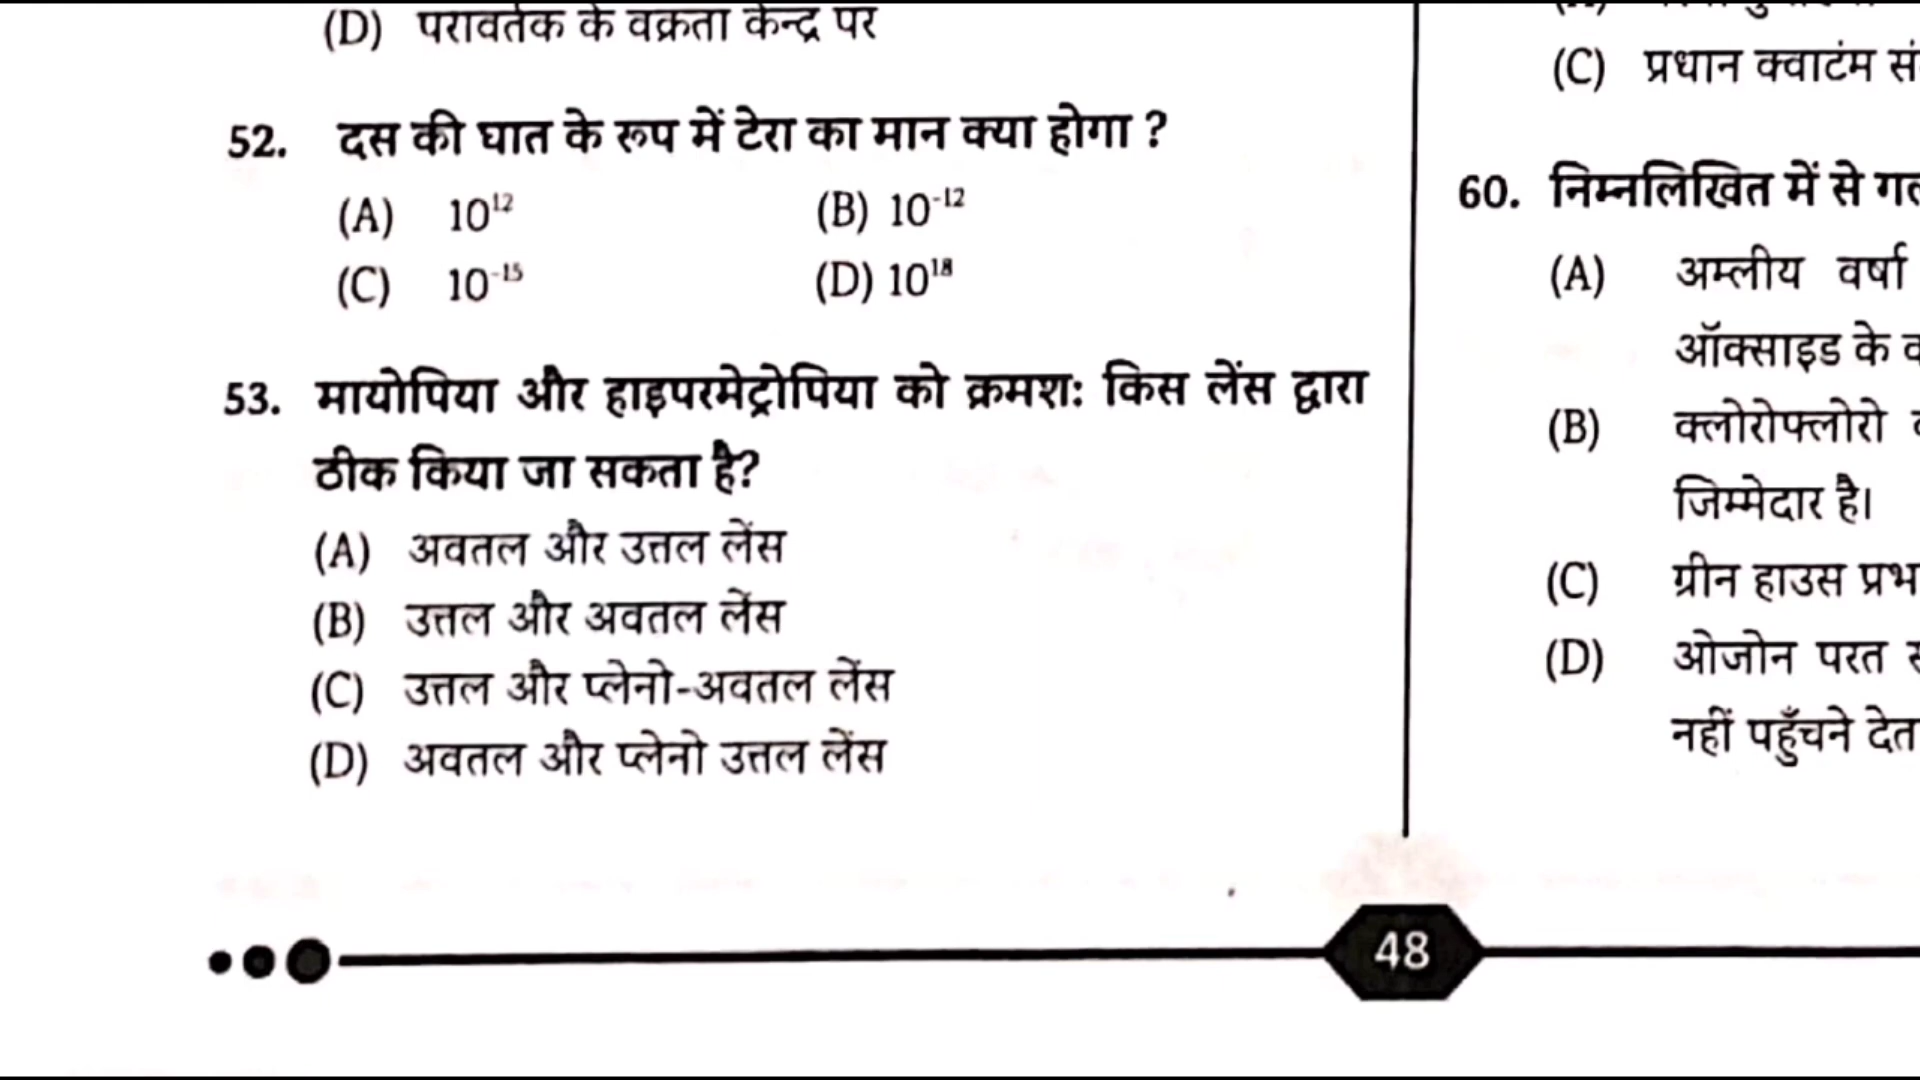 (D) परावर्तक के वक्रता केन्द्र पर
52. दस की घात के रूप में टेरा का मान क्या होगा ?
(A) 10¹² (B) 10⁻¹²
(C) 10⁻¹⁵ (D) 10¹⁸
53. मायोपिया और हाइपरमेट्रोपिया को क्रमशः किस लेंस द्वारा
ठीक किया जा सकता है?
(A) अवतल और उत्तल लेंस
(B) उत्तल और अवतल लेंस
(C) उत्तल और प्लेनो-अवतल लेंस
(D) अवतल और प्लेनो उत्तल लेंस
(C) प्रधान क्वाटंम
60. निम्नलिखित में से
(A) अम्लीय वर्षा
ऑक्साइड के
(B) क्लोरोफ्लोरो
जिम्मेदार है।
(C) ग्रीन हाउस
(D) ओजोन परत
नहीं पहुँचने
48